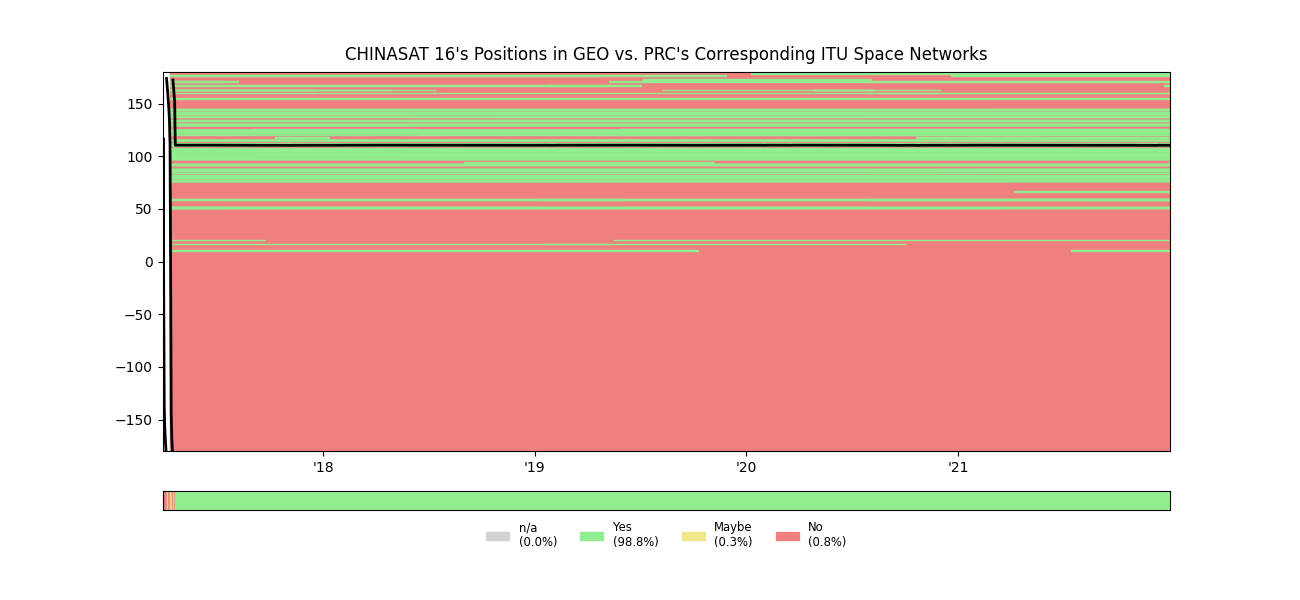 CHINASAT 16's Positions in GEO vs. PRC's Corresponding ITU Space Networks
150
100
50
0
−50
−100
−150
'18 '19 '20 '21
n/a Yes Maybe No
(0.0%) (98.8%) (0.3%) (0.8%)